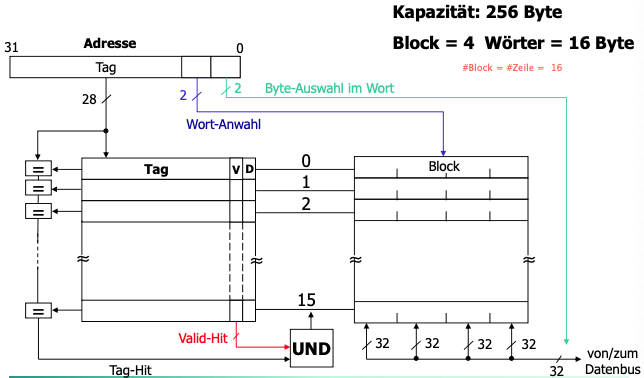 Kapazität: 256 Byte
Block = 4 Wörter = 16 Byte
#Block = #Zeile = 16
31
Adresse
0
Tag
28
2
2
Byte-Auswahl im Wort
Wort-Anwahl
=
Tag
V
D
0
Block
=
1
=
2
≈
≈
≈
≈
=
15
Valid-Hit
UND
32
32
32
32
32
von/zum
Datenbus
Tag-Hit